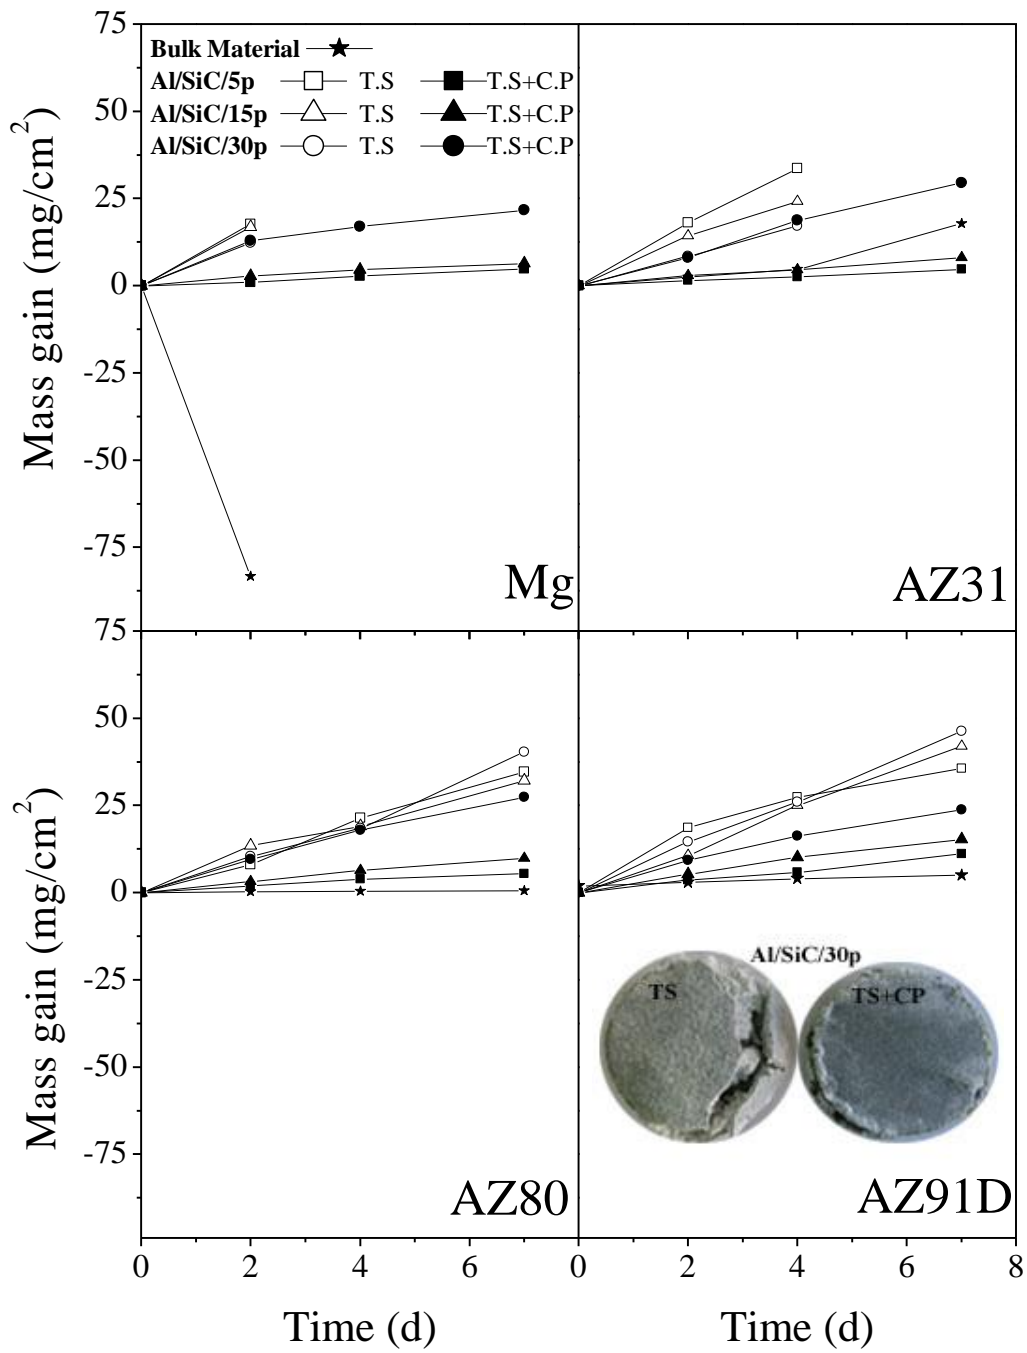 75
50
25
0
-25
-50
-75
Mass gain (mg/cm²)
Bulk Material
Al/SiC/5p T.S T.S+C.P
Al/SiC/15p T.S T.S+C.P
Al/SiC/30p T.S T.S+C.P
Mg
AZ31
75
50
25
0
-25
-50
-75
Mass gain (mg/cm²)
Al/SiC/30p
TS
TS+CP
AZ80
AZ91D
0 2 4 6 0 2 4 6 8
Time (d) Time (d)